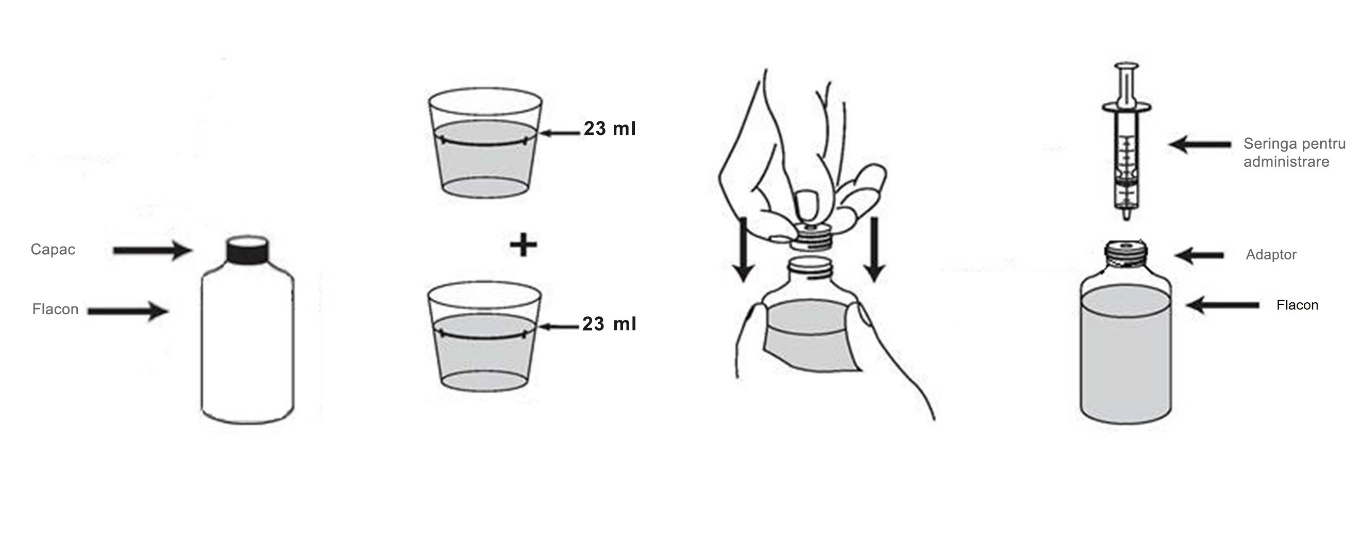 Capac
Flacon
23 ml
+
23 ml
Seringa pentru
administrare
Adaptor
Flacon